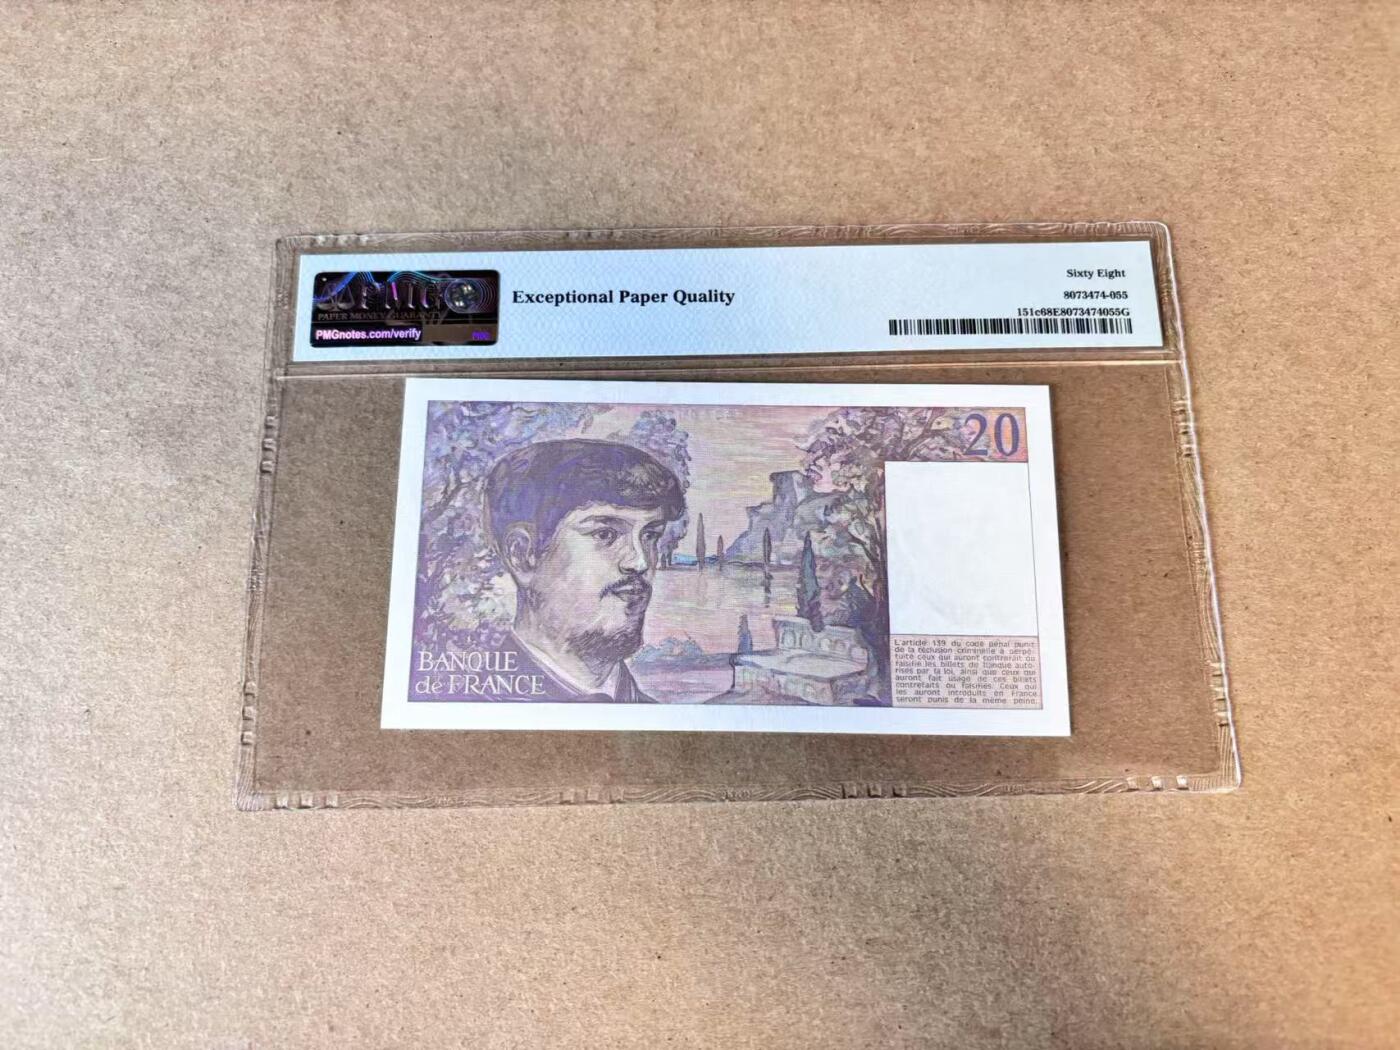 PMG
PAPER MONEY GUARANTY
PMGnotes.com/verify
Exceptional Paper Quality
Sixty Eight
8073474-055
151c68E8073474055G
20
BANQUE
de FRANCE
L'article 139 du code pénal punit
de la réclusion criminelle à perpé-
tuité ceux qui auront contrefait ou
falsifié les billets de banque auto-
risés par la loi, ainsi que ceux qui
auront fait usage de ces billets
contrefaits ou falsifiés. Ceux qui
les auront introduits en France
seront punis de la même peine.